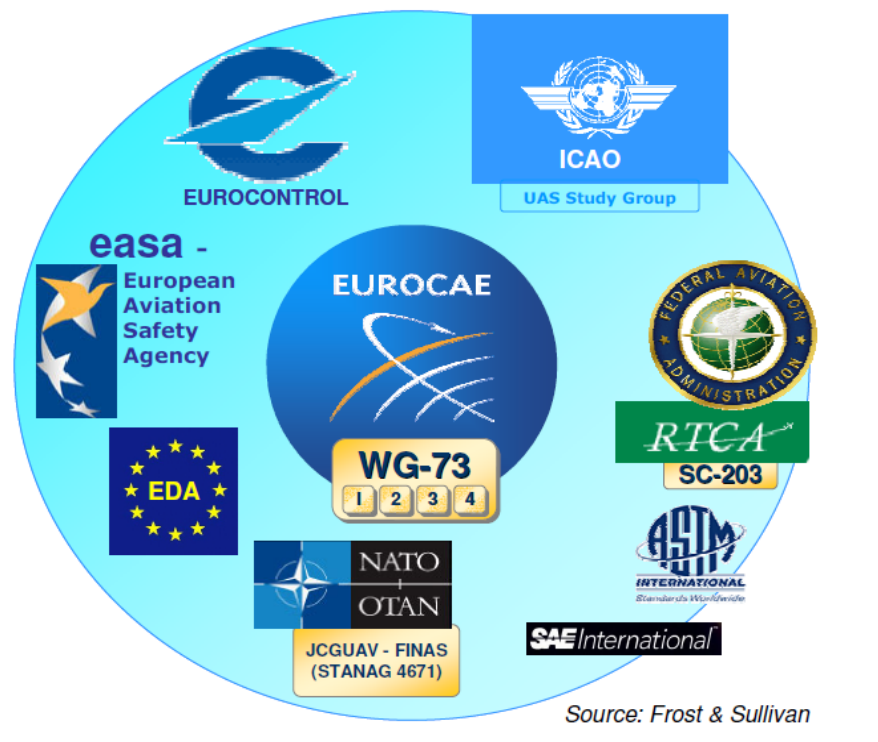 EUROCONTROL
ICAO
UAS Study Group
easa -
European
Aviation
Safety
Agency
EUROCAE
WG-73
1 2 3 4
FEDERAL AVIATION
ADMINISTRATION
RTCA
SC-203
EDA
NATO
OTAN
JCGUAV - FINAS
(STANAG 4671)
ASTM
INTERNATIONAL
Standards Worldwide
SAE International
Source: Frost & Sullivan